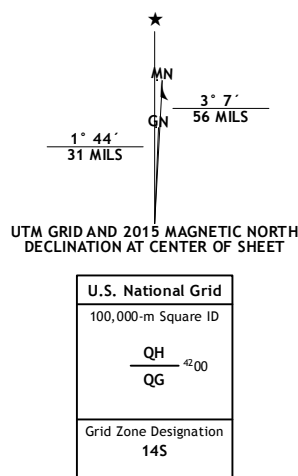 ★
MN
GN
3° 7´
56 MILS
1° 44´
31 MILS
UTM GRID AND 2015 MAGNETIC NORTH
DECLINATION AT CENTER OF SHEET
U.S. National Grid
100,000-m Square ID
QH
4200
QG
Grid Zone Designation
14S